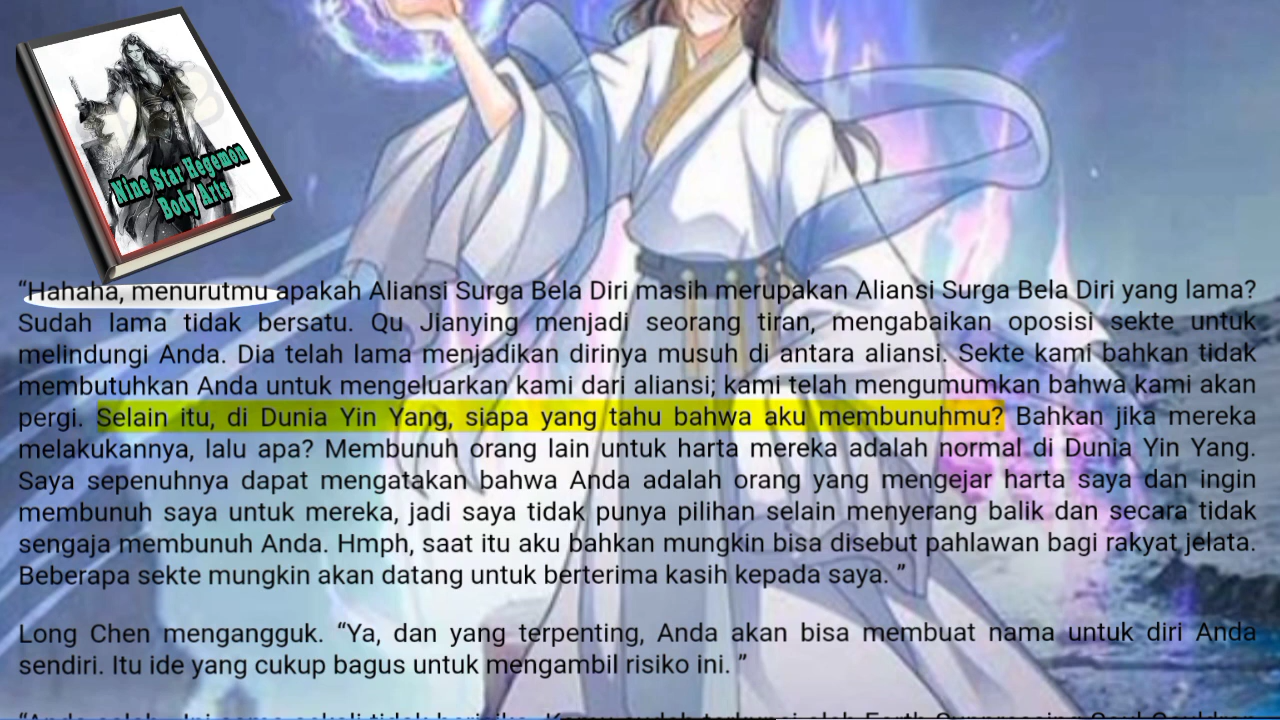 Nine Star Hegemon
Body Arts
“Hahaha, menurutmu apakah Aliansi Surga Bela Diri masih merupakan Aliansi Surga Bela Diri yang lama?
Sudah lama tidak bersatu. Qu Jianying menjadi seorang tiran, mengabaikan oposisi sekte untuk
melindungi Anda. Dia telah lama menjadikan dirinya musuh di antara aliansi. Sekte kami bahkan tidak
membutuhkan Anda untuk mengeluarkan kami dari aliansi; kami telah mengumumkan bahwa kami akan
pergi. Selain itu, di Dunia Yin Yang, siapa yang tahu bahwa aku membunuhmu? Bahkan jika mereka
melakukannya, lalu apa? Membunuh orang lain untuk harta mereka adalah normal di Dunia Yin Yang.
Saya sepenuhnya dapat mengatakan bahwa Anda adalah orang yang mengejar harta saya dan ingin
membunuh saya untuk mereka, jadi saya tidak punya pilihan selain menyerang balik dan secara tidak
sengaja membunuh Anda. Hmph, saat itu aku bahkan mungkin bisa disebut pahlawan bagi rakyat jelata.
Beberapa sekte mungkin akan datang untuk berterima kasih kepada saya. ”
Long Chen mengangguk. “Ya, dan yang terpenting, Anda akan bisa membuat nama untuk diri Anda
sendiri. Itu ide yang cukup bagus untuk mengambil risiko ini. ”